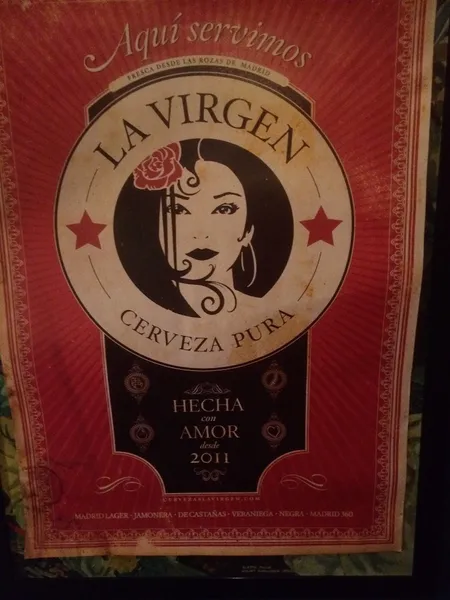 Aquí servimos
FRESCA DESDE LAS ROZAS DE MADRID
LA VIRGEN
CERVEZA PURA
HECHA
con
AMOR
desde
2011
CERVEZASLAVIRGEN.COM
MADRID LAGER · JAMONERA · DE CASTAÑAS · VERANIEGA · NEGRA · MADRID 360